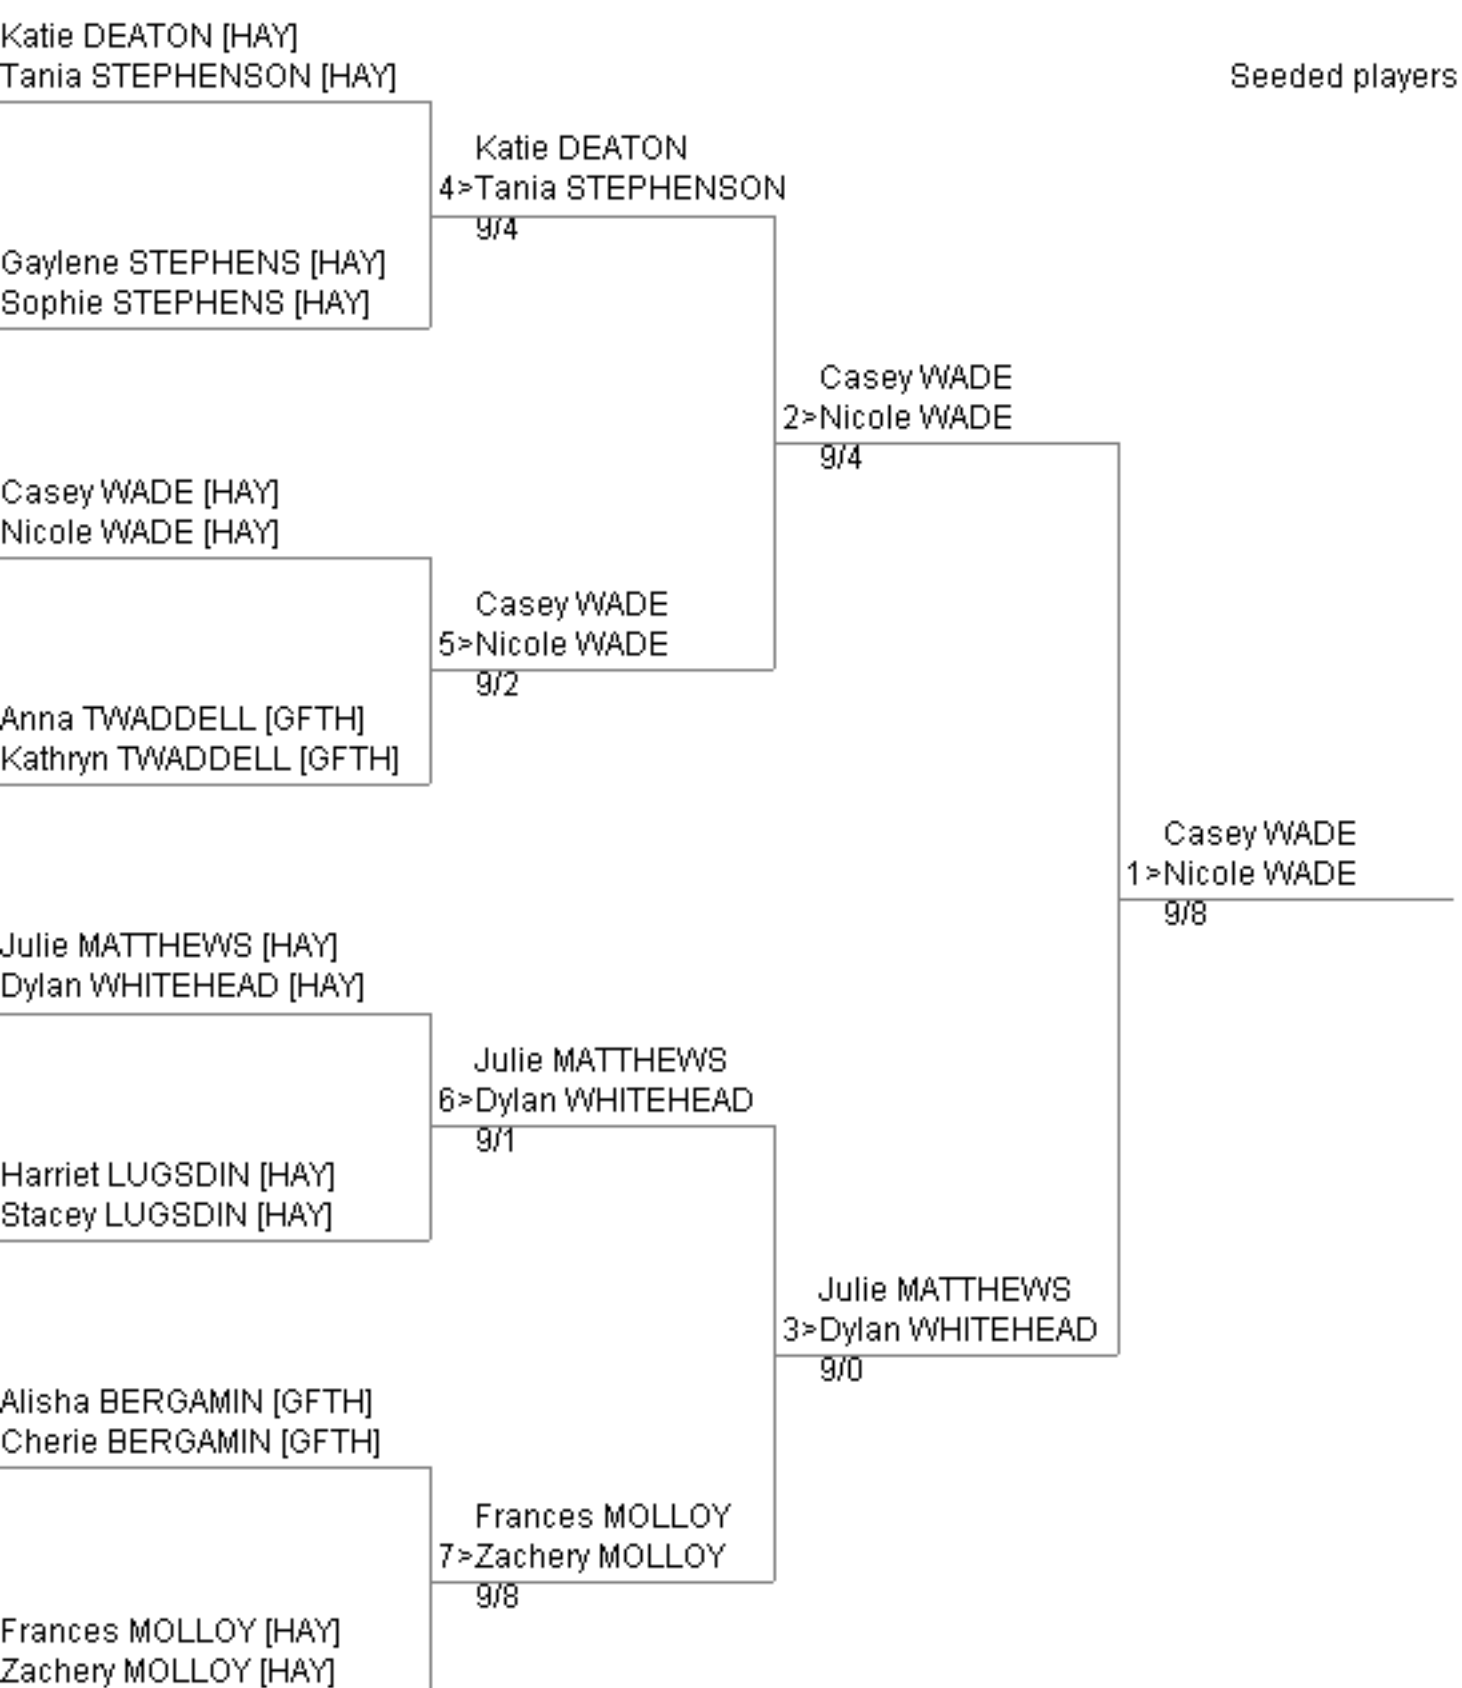 Katie DEATON [HAY]
Tania STEPHENSON [HAY]
Seeded players
Katie DEATON
4>Tania STEPHENSON
9/4
Gaylene STEPHENS [HAY]
Sophie STEPHENS [HAY]
Casey WADE
2>Nicole WADE
9/4
Casey WADE [HAY]
Nicole WADE [HAY]
Casey WADE
5>Nicole WADE
9/2
Anna TWADDELL [GFTH]
Kathryn TWADDELL [GFTH]
Casey WADE
1>Nicole WADE
9/8
Julie MATTHEWS [HAY]
Dylan WHITEHEAD [HAY]
Julie MATTHEWS
6>Dylan WHITEHEAD
9/1
Harriet LUGSDIN [HAY]
Stacey LUGSDIN [HAY]
Julie MATTHEWS
3>Dylan WHITEHEAD
9/0
Alisha BERGAMIN [GFTH]
Cherie BERGAMIN [GFTH]
Frances MOLLOY
7>Zachery MOLLOY
9/8
Frances MOLLOY [HAY]
Zachery MOLLOY [HAY]